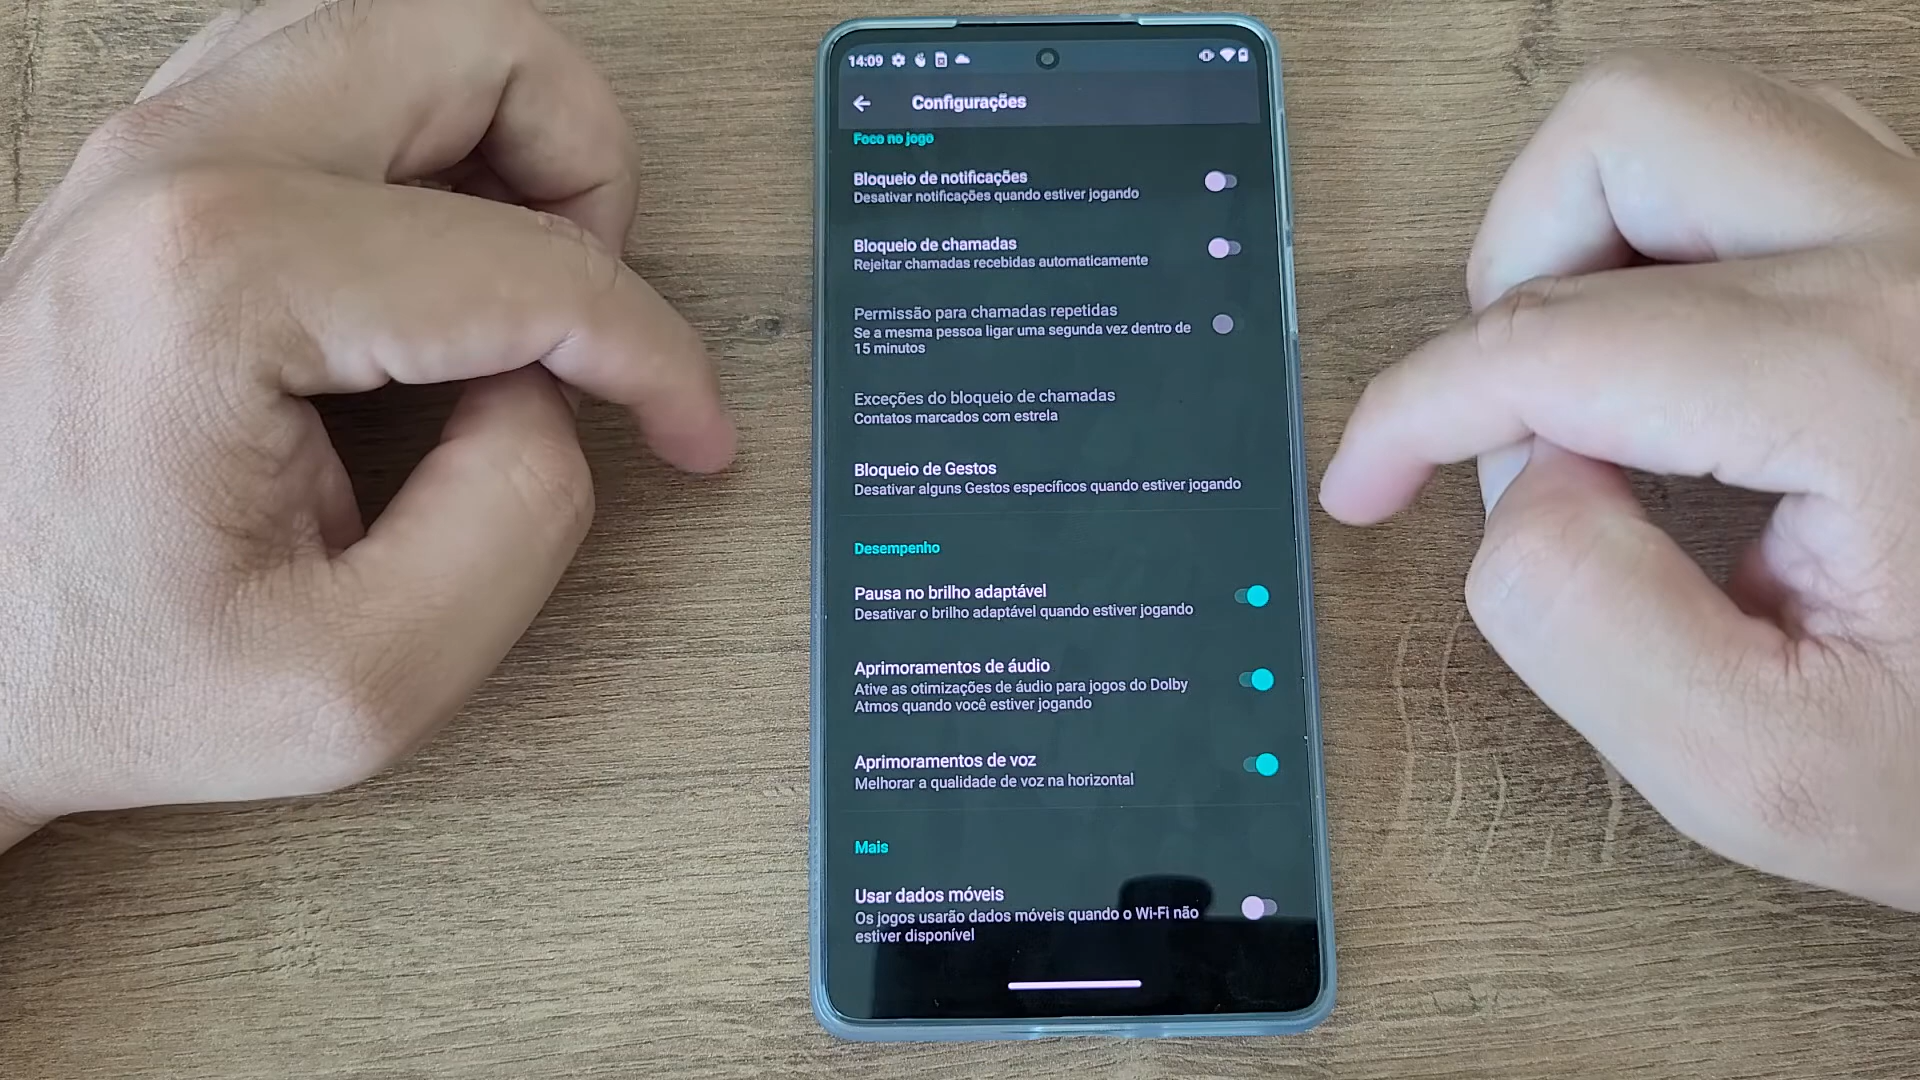 14:09
Configurações
Foco no jogo
Bloqueio de notificações
Desativar notificações quando estiver jogando
Bloqueio de chamadas
Rejeitar chamadas recebidas automaticamente
Permissão para chamadas repetidas
Se a mesma pessoa ligar uma segunda vez dentro de
15 minutos
Exceções do bloqueio de chamadas
Contatos marcados com estrela
Bloqueio de Gestos
Desativar alguns Gestos específicos quando estiver jogando
Desempenho
Pausa no brilho adaptável
Desativar o brilho adaptável quando estiver jogando
Aprimoramentos de áudio
Ative as otimizações de áudio para jogos do Dolby
Atmos quando você estiver jogando
Aprimoramentos de voz
Melhorar a qualidade de voz na horizontal
Mais
Usar dados móveis
Os jogos usarão dados móveis quando o Wi-Fi não
estiver disponível